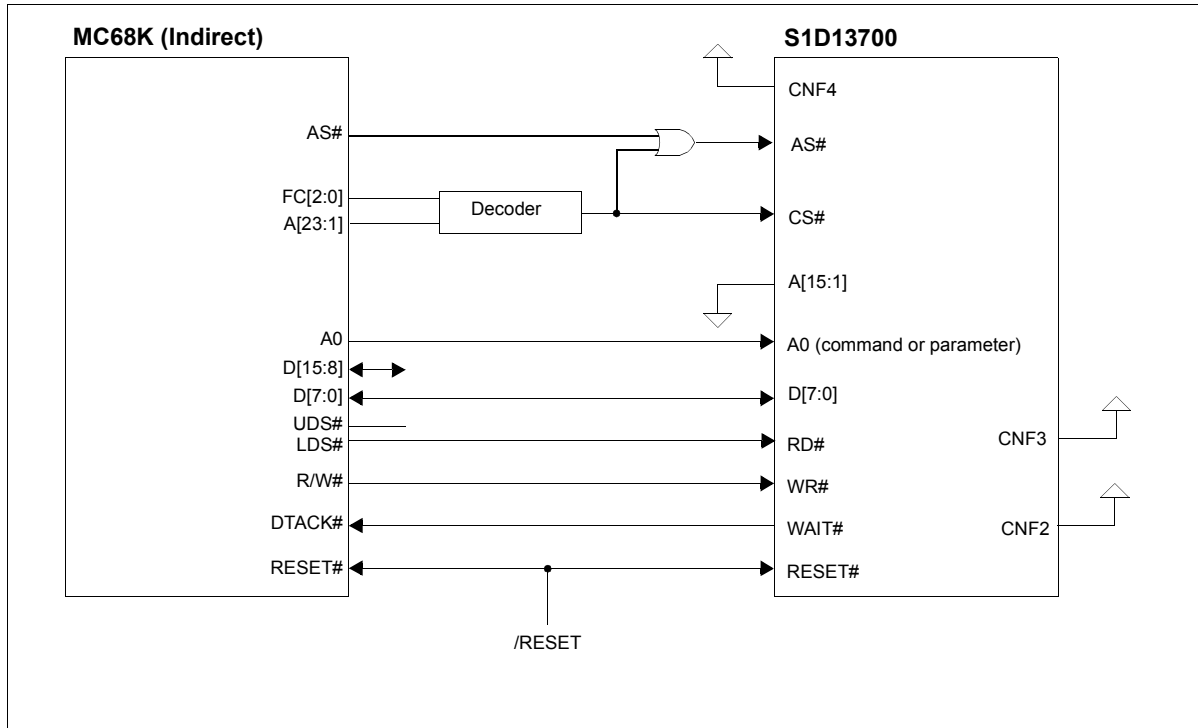 MC68K (Indirect)
S1D13700
CNF4
AS#
AS#
FC[2:0]
Decoder
A[23:1]
CS#
A[15:1]
A0
A0 (command or parameter)
D[15:8]
D[7:0]
D[7:0]
UDS#
LDS#
RD#
CNF3
R/W#
WR#
DTACK#
WAIT#
CNF2
RESET#
RESET#
/RESET